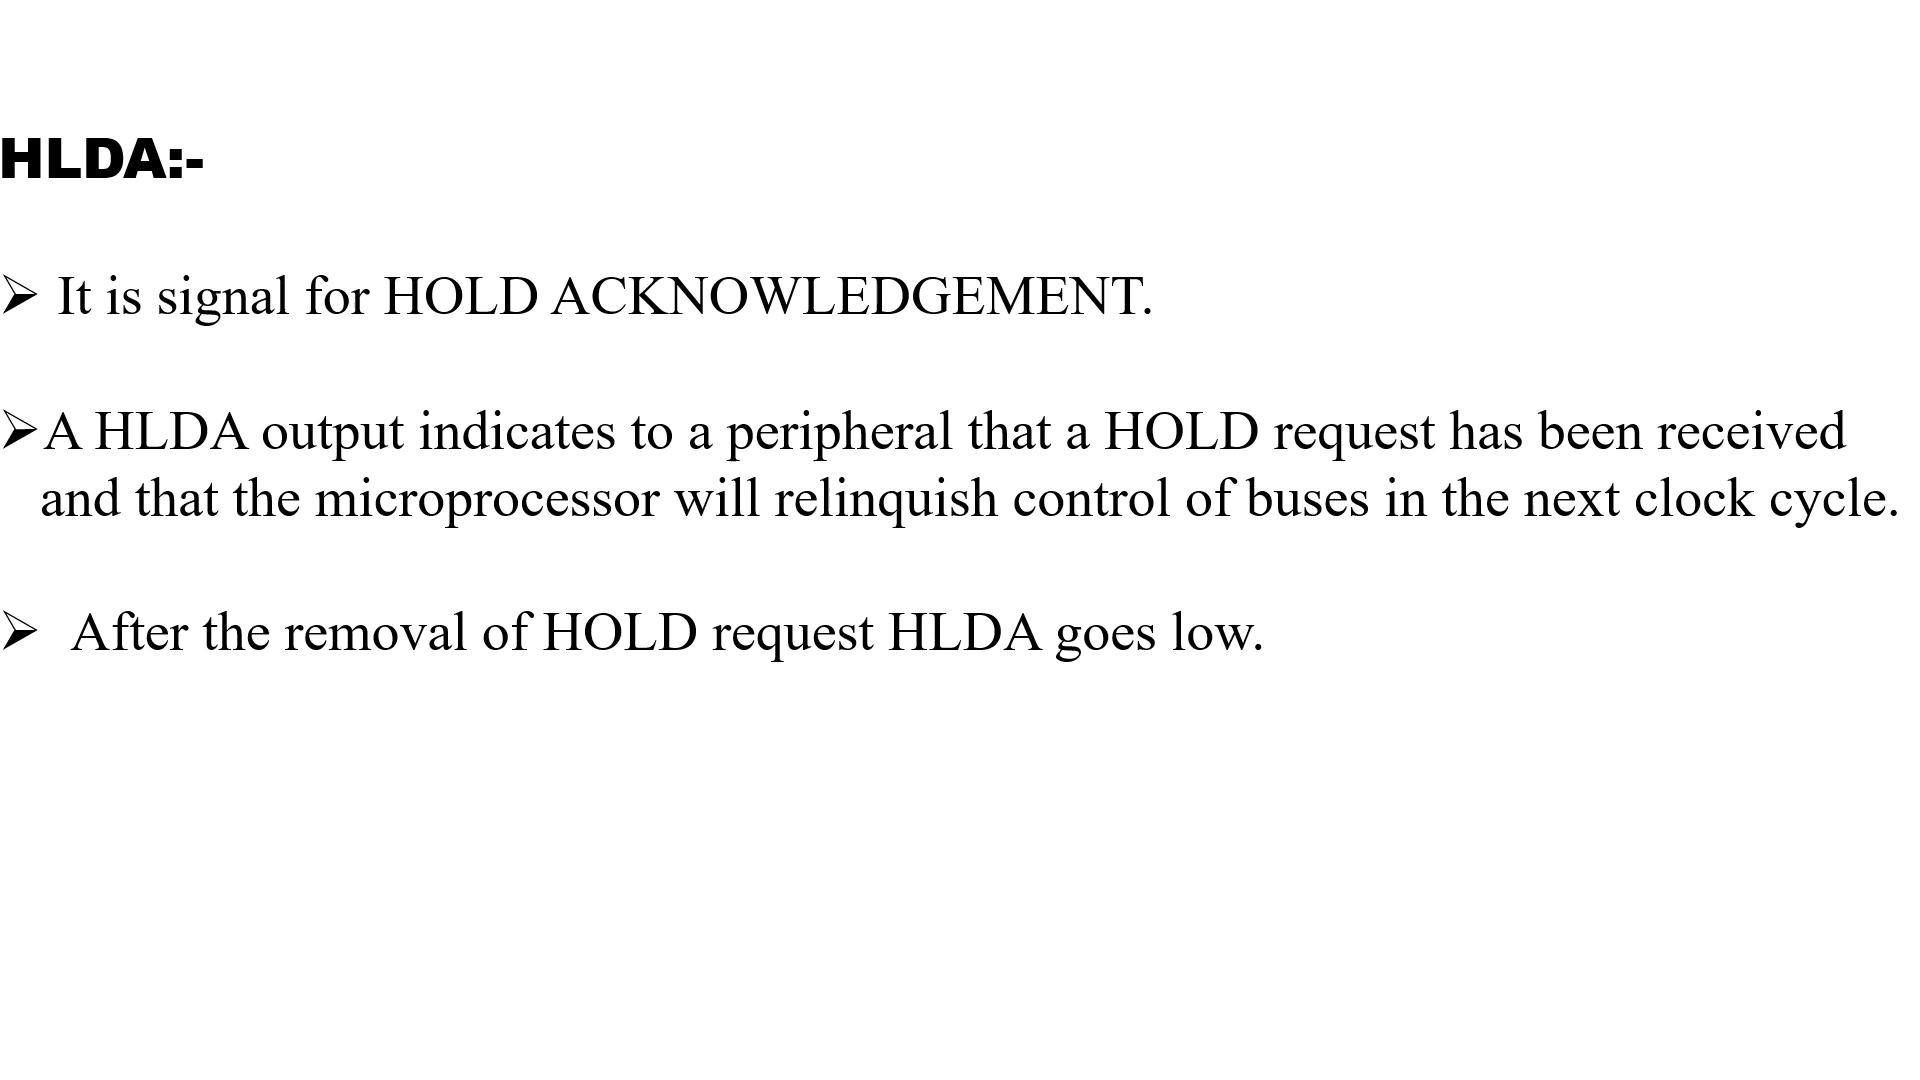 HLDA:-
➢ It is signal for HOLD ACKNOWLEDGEMENT.
➢A HLDA output indicates to a peripheral that a HOLD request has been received
and that the microprocessor will relinquish control of buses in the next clock cycle.
➢ After the removal of HOLD request HLDA goes low.